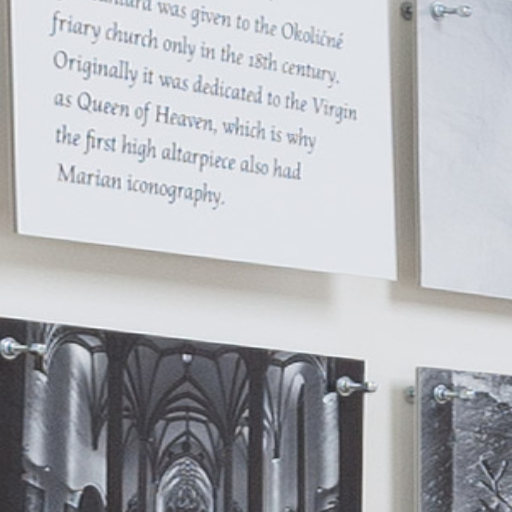 was given to the Okoličné
friary church only in the 18th century.
Originally it was dedicated to the Virgin
as Queen of Heaven, which is why
the first high altarpiece also had
Marian iconography.